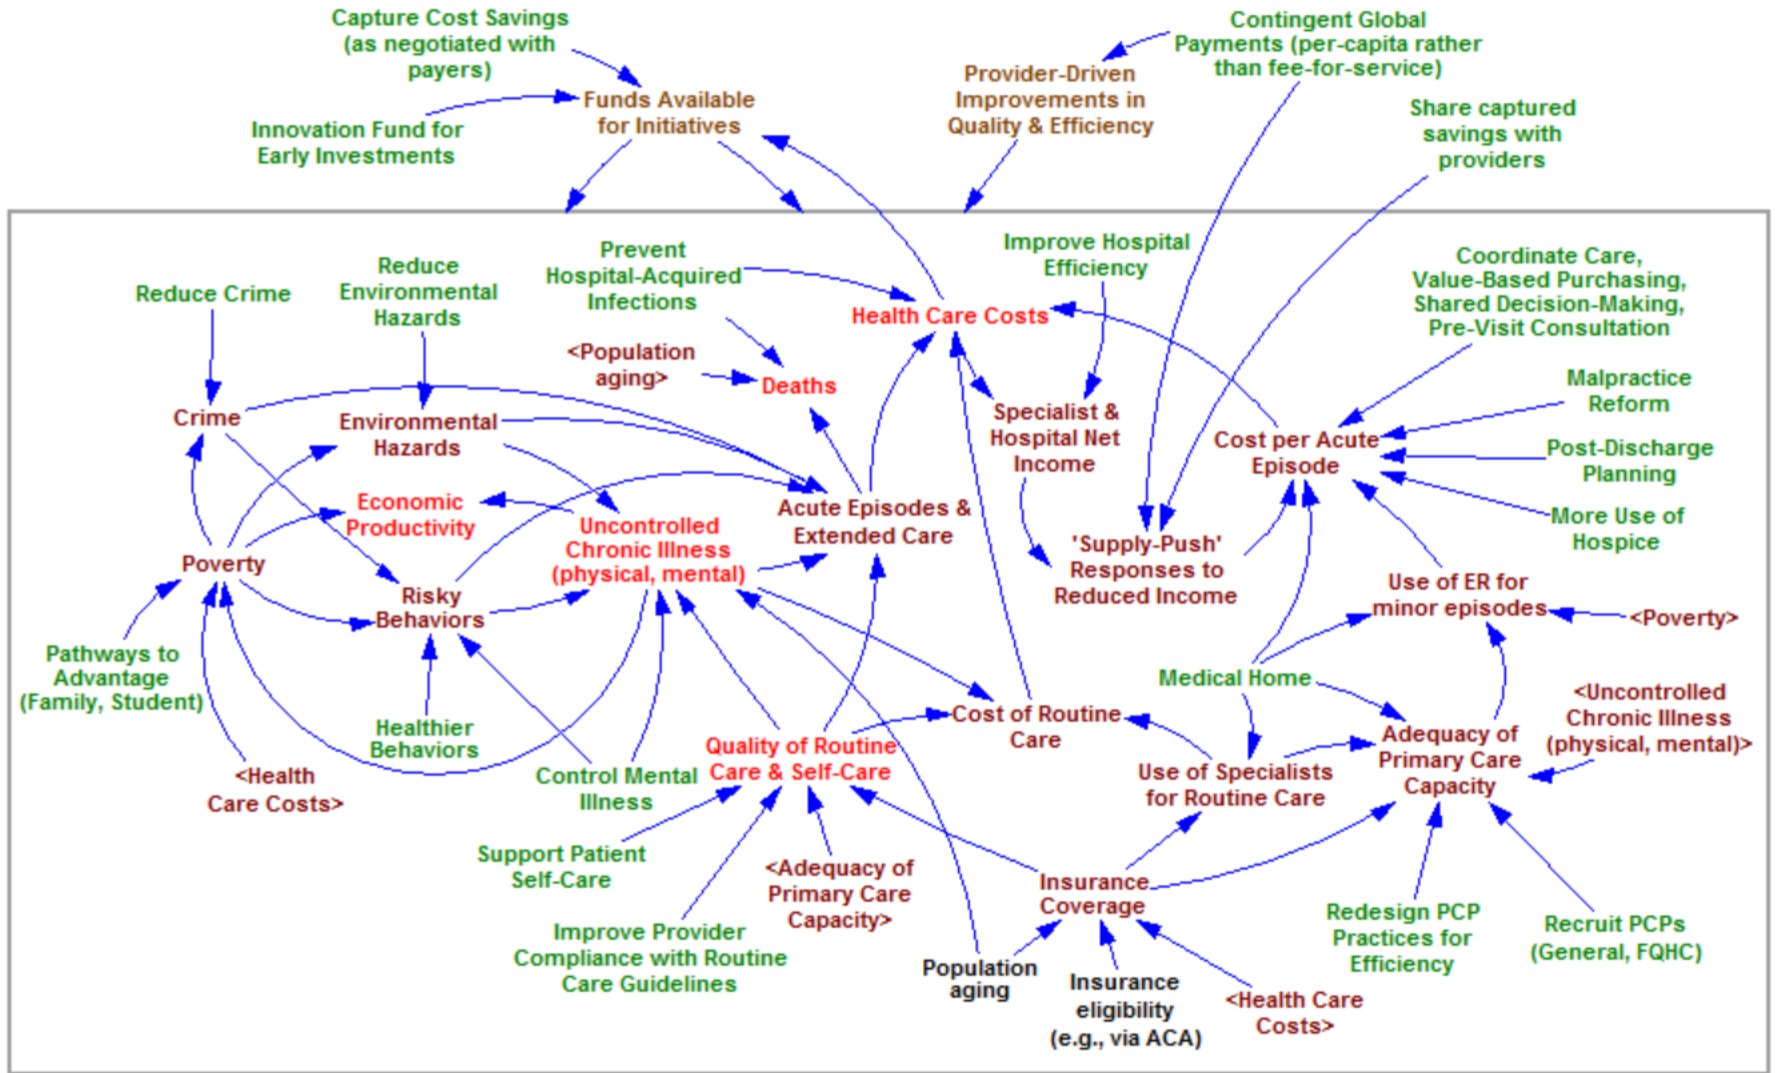 Capture Cost Savings
(as negotiated with
payers)
Contingent Global
Payments (per-capita rather
than fee-for-service)
Provider-Driven
Improvements in
Quality & Efficiency
Funds Available
for Initiatives
Share captured
savings with
providers
Innovation Fund for
Early Investments
Reduce Crime
Reduce
Environmental
Hazards
Prevent
Hospital-Acquired
Infections
Improve Hospital
Efficiency
Coordinate Care,
Value-Based Purchasing,
Shared Decision-Making,
Pre-Visit Consultation
Health Care Costs
<Population
aging>
Deaths
Malpractice
Reform
Crime
Environmental
Hazards
Specialist &
Hospital Net
Income
Cost per Acute
Episode
Post-Discharge
Planning
Economic
Productivity
Uncontrolled
Chronic Illness
(physical, mental)
Acute Episodes &
Extended Care
More Use of
Hospice
Poverty
'Supply-Push'
Responses to
Reduced Income
Risky
Behaviors
Use of ER for
minor episodes
<Poverty>
Pathways to
Advantage
(Family, Student)
Medical Home
<Uncontrolled
Chronic Illness
(physical, mental)>
Healthier
Behaviors
Cost of Routine
Care
Adequacy of
Primary Care
Capacity
<Health
Care Costs>
Control Mental
Illness
Quality of Routine
Care & Self-Care
Use of Specialists
for Routine Care
Support Patient
Self-Care
<Adequacy of
Primary Care
Capacity>
Insurance
Coverage
Improve Provider
Compliance with Routine
Care Guidelines
Redesign PCP
Practices for
Efficiency
Recruit PCPs
(General, FQHC)
Population
aging
Insurance
eligibility
(e.g., via ACA)
<Health Care
Costs>